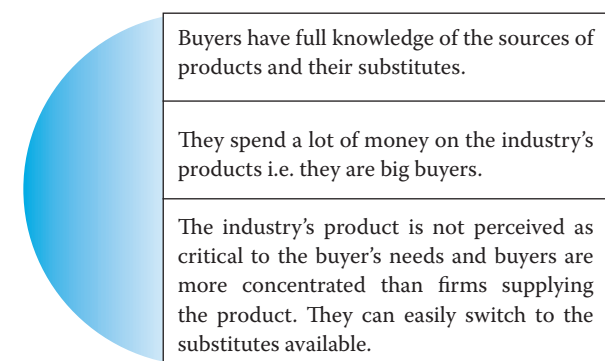 Buyers have full knowledge of the sources of
products and their substitutes.
They spend a lot of money on the industry's
products i.e. they are big buyers.
The industry's product is not perceived as
critical to the buyer's needs and buyers are
more concentrated than firms supplying
the product. They can easily switch to the
substitutes available.